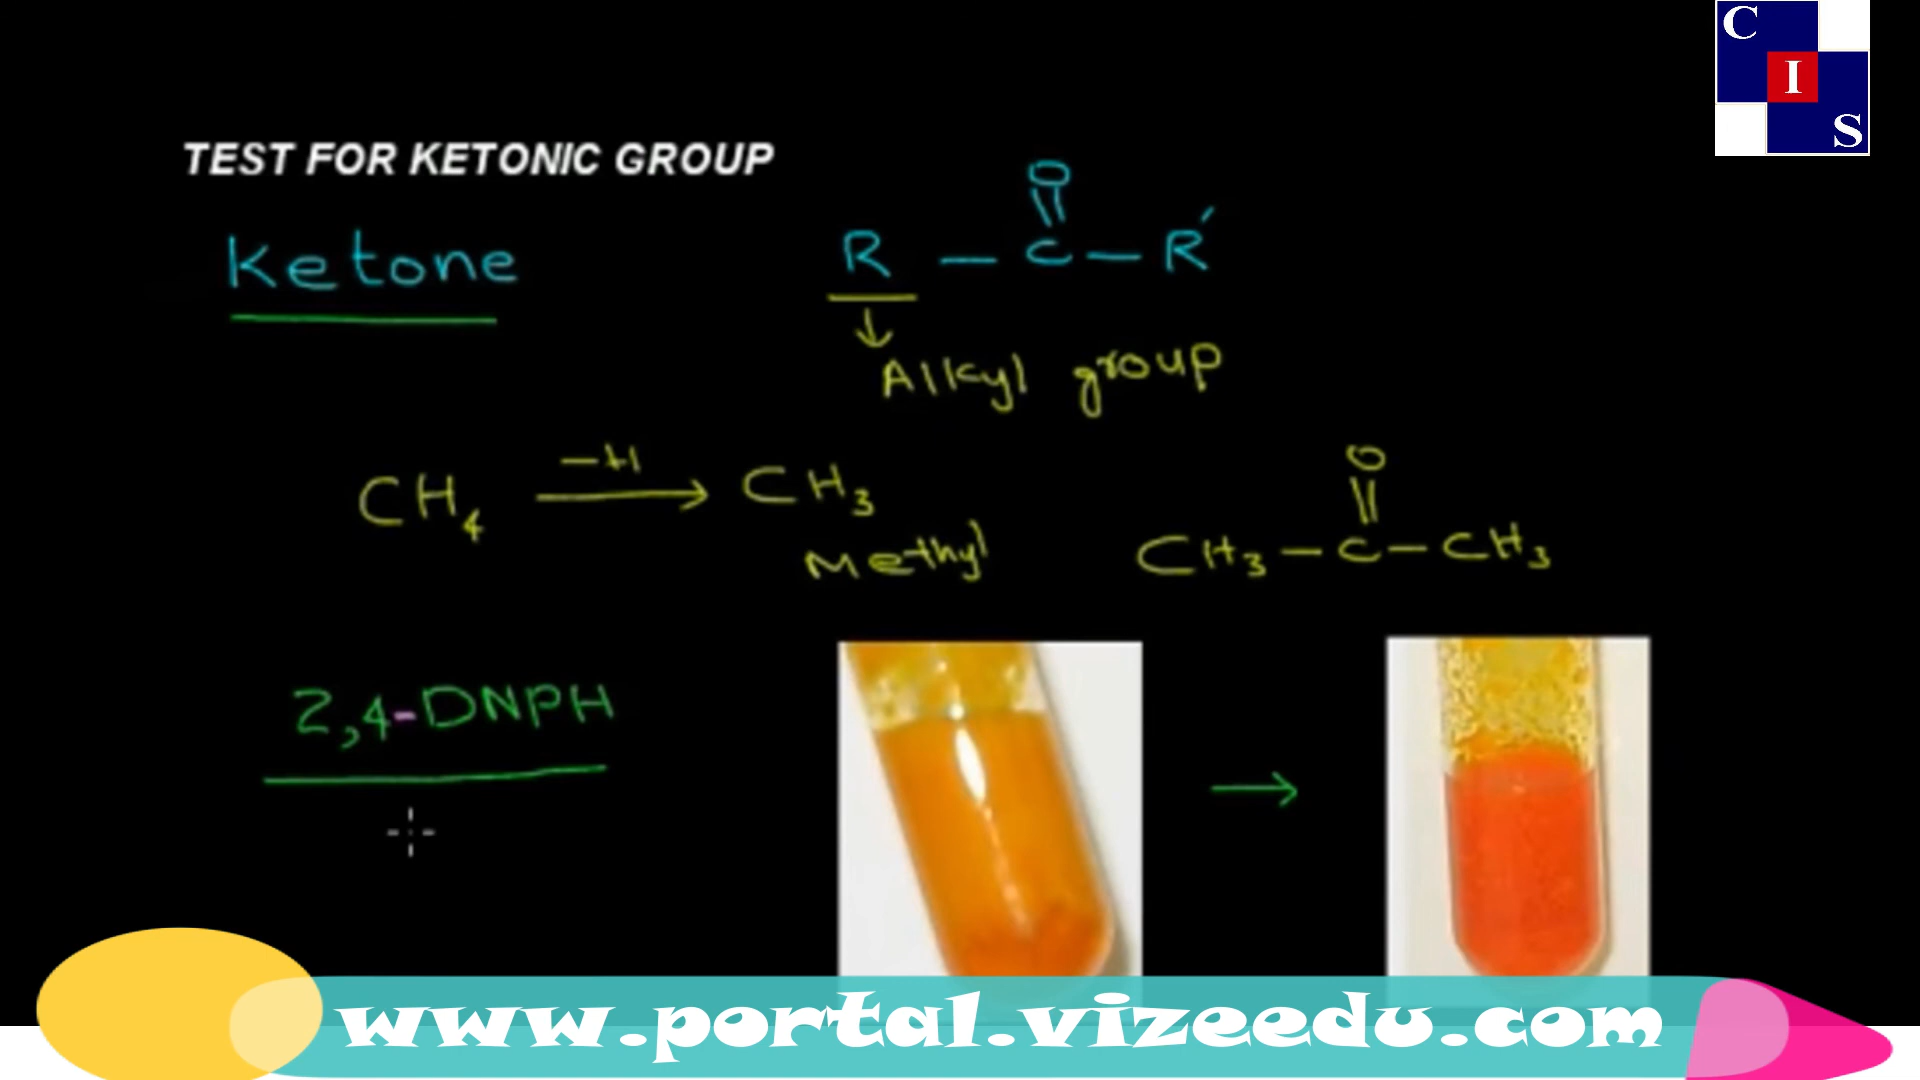 C
I
S
TEST FOR KETONIC GROUP
O
Ketone
R — C — R′
Alkyl group
–H
CH₄ → CH₃
Methyl
O
CH₃ — C — CH₃
2,4-DNPH
→
www.portal.vizeedu.com